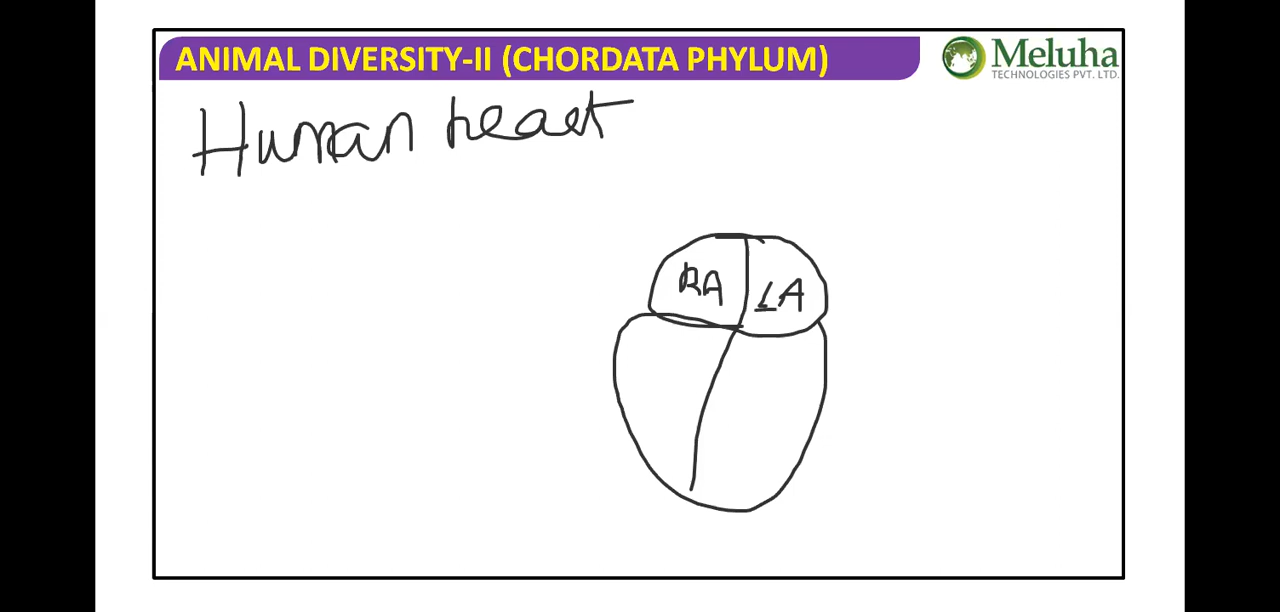 ANIMAL DIVERSITY-II (CHORDATA PHYLUM)
Meluha
TECHNOLOGIES PVT. LTD.
Human heart
RA
LA